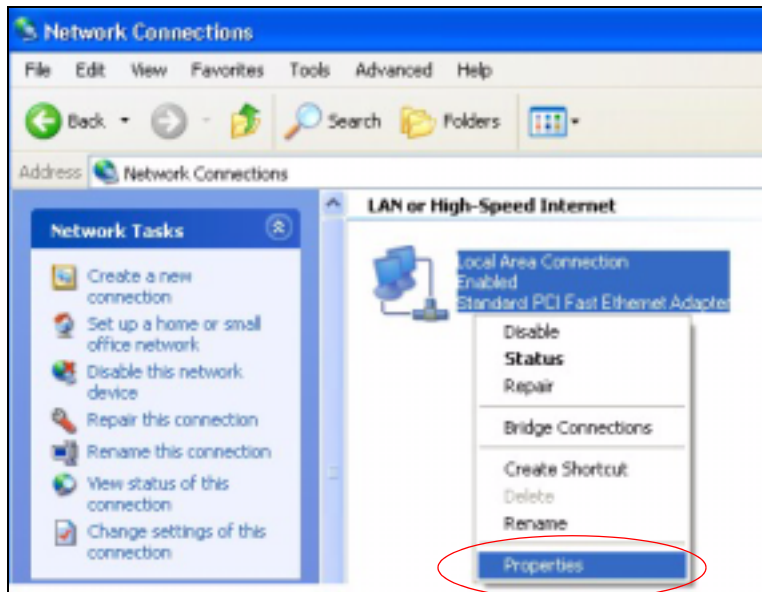 Network Connections
File Edit View Favorites Tools Advanced Help
Back Search Folders
Address Network Connections
Network Tasks
Create a new
connection
Set up a home or small
office network
Disable this network
device
Repair this connection
Rename this connection
View status of this
connection
Change settings of this
connection
LAN or High-Speed Internet
Local Area Connection
Enabled
Standard PCI Fast Ethernet Adapter
Disable
Status
Repair
Bridge Connections
Create Shortcut
Delete
Rename
Properties